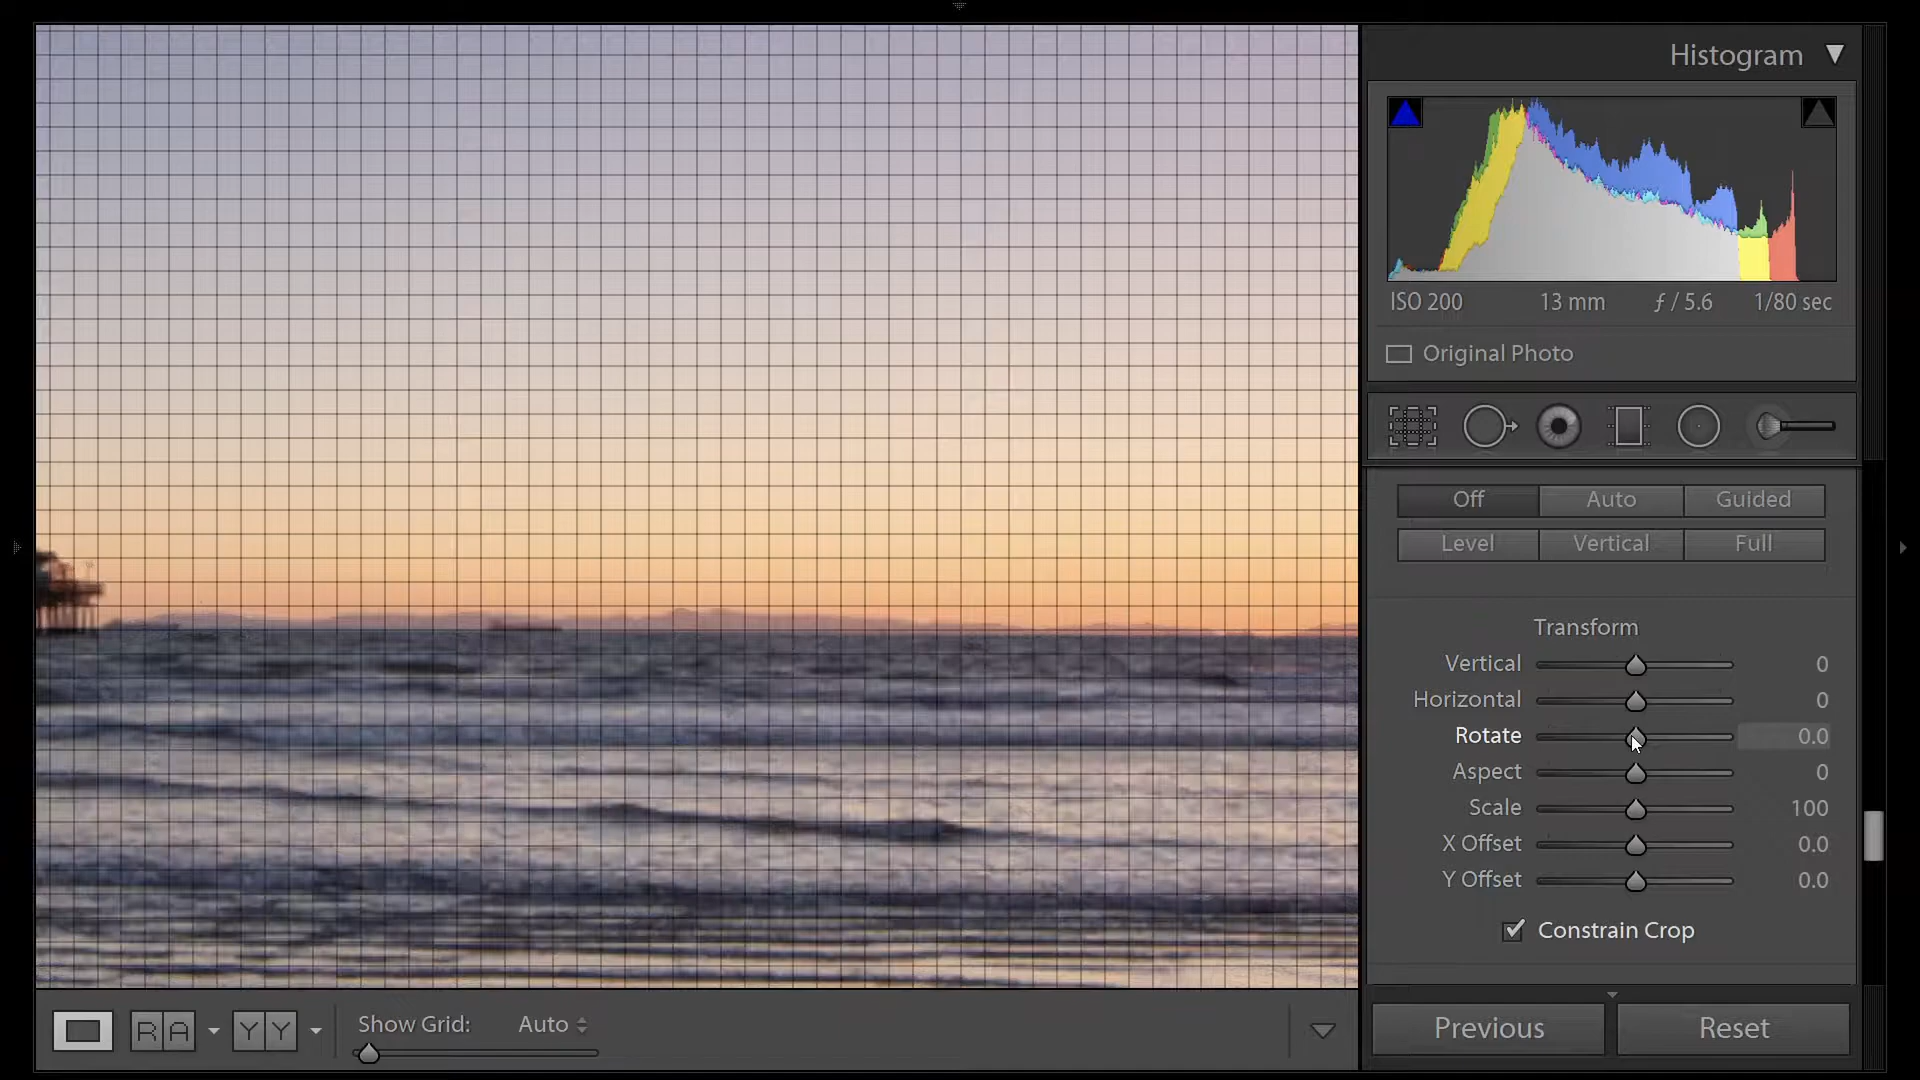 Histogram
ISO 200 13 mm ƒ / 5.6 1/80 sec
Original Photo
Off Auto Guided
Level Vertical Full
Transform
Vertical 0
Horizontal 0
Rotate 0.0
Aspect 0
Scale 100
X Offset 0.0
Y Offset 0.0
Constrain Crop
R A Y Y Show Grid: Auto
Previous Reset